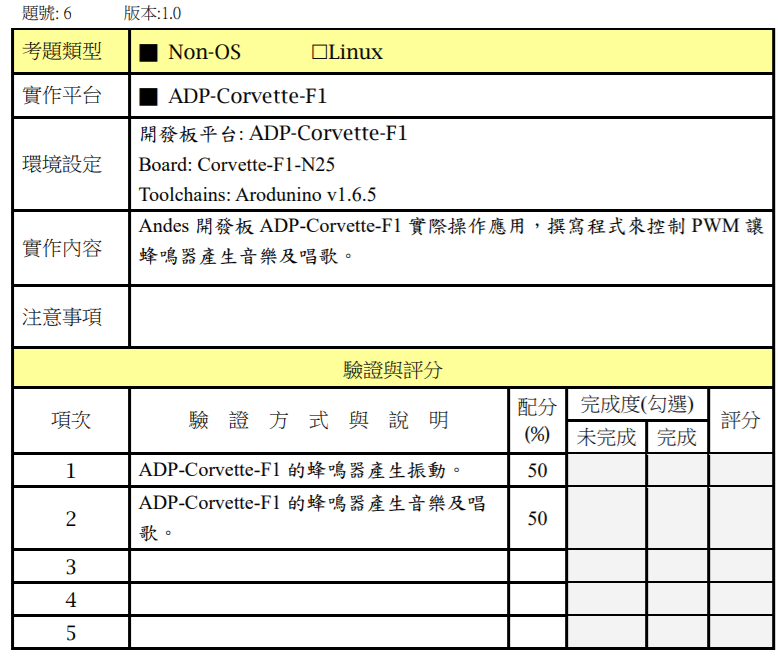 題號: 6 版本:1.0
考題類型 ■ Non-OS □Linux
實作平台 ■ ADP-Corvette-F1
環境設定
開發板平台: ADP-Corvette-F1
Board: Corvette-F1-N25
Toolchains: Arodunino v1.6.5
實作內容
Andes 開發板 ADP-Corvette-F1 實際操作應用，撰寫程式來控制 PWM 讓
蜂鳴器產生音樂及唱歌。
注意事項
驗證與評分
項次 驗 證 方 式 與 說 明 配分 (%) 完成度(勾選) 評分
未完成 完成
1 ADP-Corvette-F1 的蜂鳴器產生振動。 50
2 ADP-Corvette-F1 的蜂鳴器產生音樂及唱 50
歌。
3
4
5